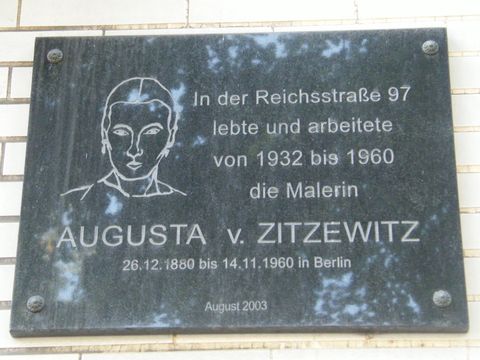 In der Reichsstraße 97
lebte und arbeitete
von 1932 bis 1960
die Malerin
AUGUSTA v. ZITZEWITZ
26.12.1880 bis 14.11.1960 in Berlin
August 2003